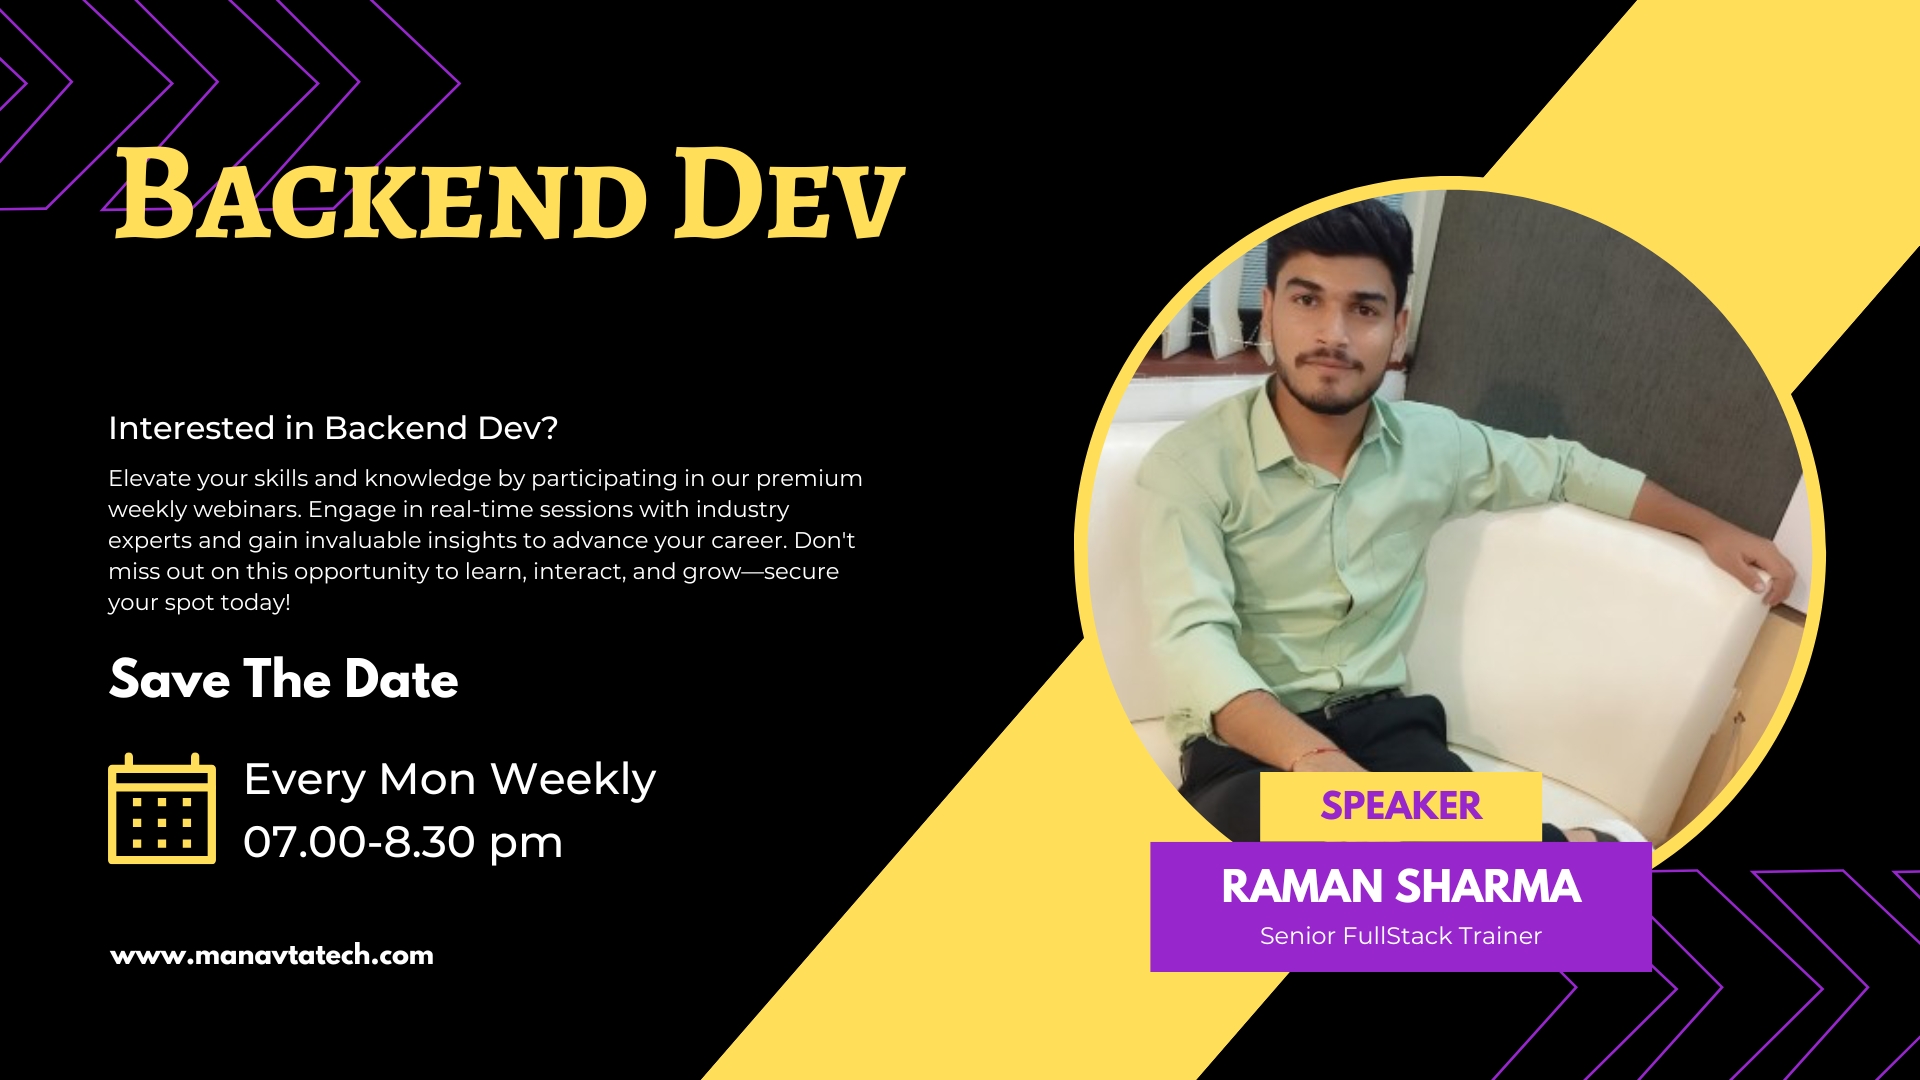 Backend Dev
Interested in Backend Dev?
Elevate your skills and knowledge by participating in our premium
weekly webinars. Engage in real-time sessions with industry
experts and gain invaluable insights to advance your career. Don't
miss out on this opportunity to learn, interact, and grow—secure
your spot today!
Save The Date
Every Mon Weekly
07.00-8.30 pm
www.manavtatech.com
SPEAKER
RAMAN SHARMA
Senior FullStack Trainer